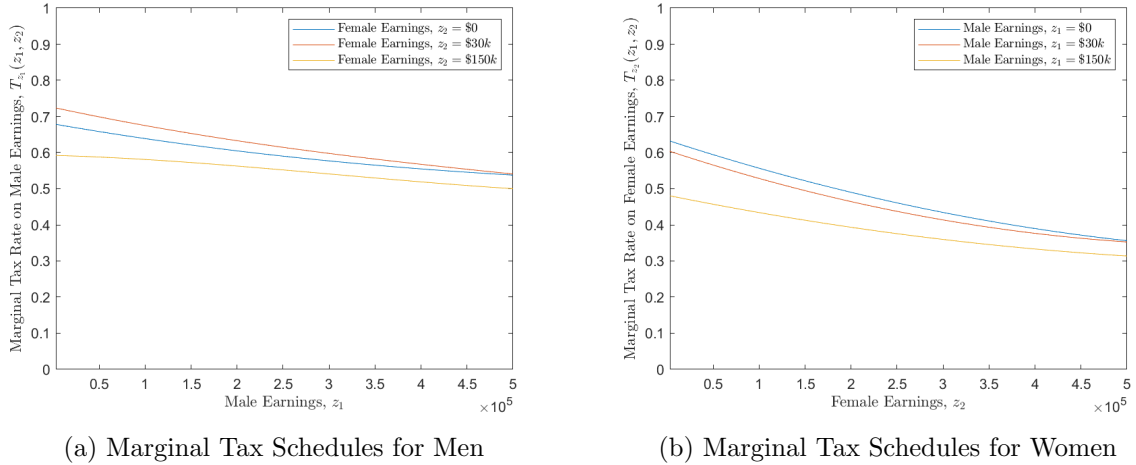 Marginal Tax Rate on Male Earnings, $T_{z_1}(z_1, z_2)$
1
0.9
0.8
0.7
0.6
0.5
0.4
0.3
0.2
0.1
0
Female Earnings, $z_2$ = $0
Female Earnings, $z_2$ = $30k
Female Earnings, $z_2$ = $150k
0.5 1 1.5 2 2.5 3 3.5 4 4.5 5
×10^5
Male Earnings, $z_1$
(a) Marginal Tax Schedules for Men
Marginal Tax Rate on Female Earnings, $T_{z_2}(z_1, z_2)$
1
0.9
0.8
0.7
0.6
0.5
0.4
0.3
0.2
0.1
0
Male Earnings, $z_1$ = $0
Male Earnings, $z_1$ = $30k
Male Earnings, $z_1$ = $150k
0.5 1 1.5 2 2.5 3 3.5 4 4.5 5
×10^5
Female Earnings, $z_2$
(b) Marginal Tax Schedules for Women